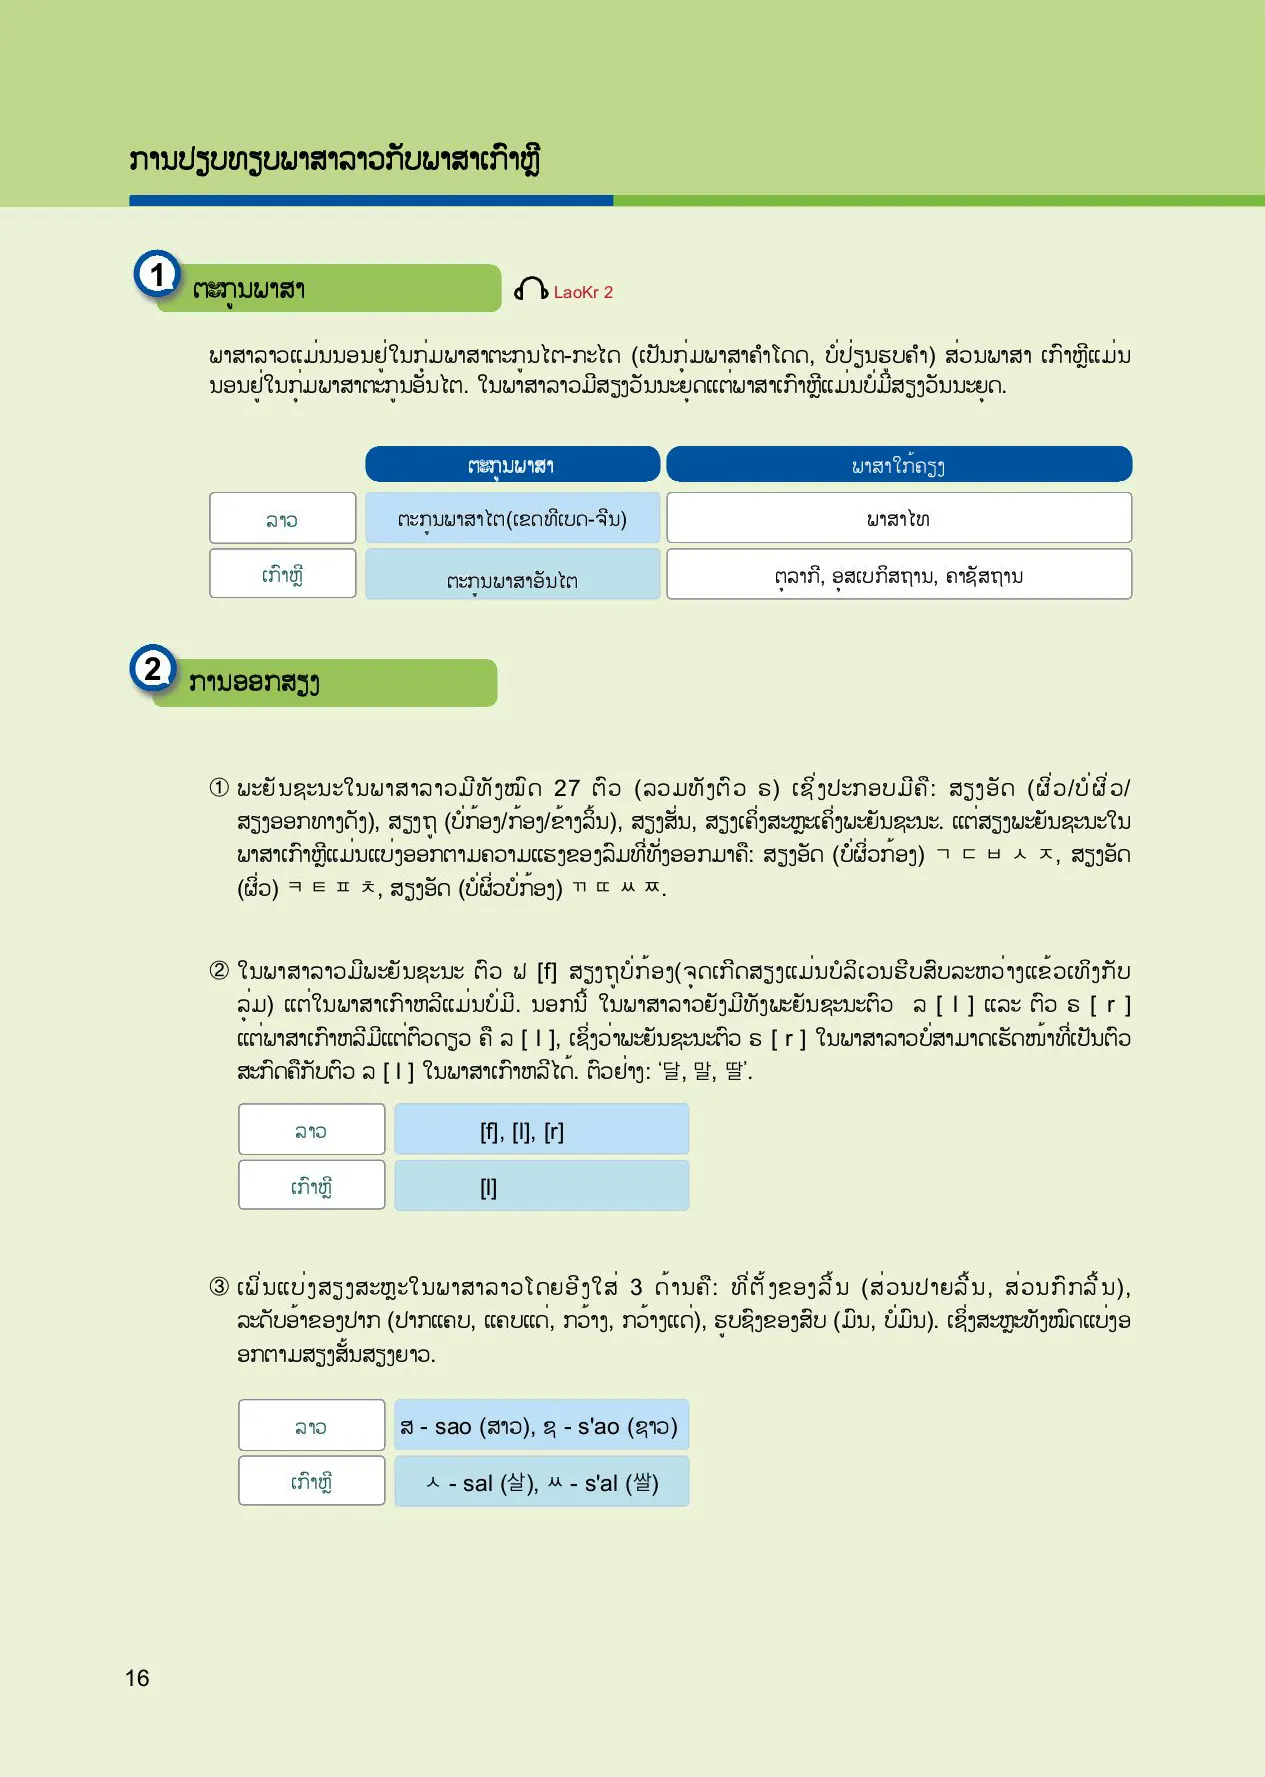 ການປຽບທຽບພາສາລາວກັບພາສາເກົາຫຼີ
1
ຕະກູນພາສາ
LaoKr 2
ພາສາລາວແມ່ນນອນຢູ່ໃນກຸ່ມພາສາຕະກູນໄຕ-ກະໄດ (ເປັນກຸ່ມພາສາຄຳໂດດ, ບໍ່ປ່ຽນຮູບຄຳ) ສ່ວນພາສາ ເກົາຫຼີແມ່ນ
ນອນຢູ່ໃນກຸ່ມພາສາຕະກູນອັນໄຕ. ໃນພາສາລາວມີສຽງວັນນະຍຸດແຕ່ພາສາເກົາຫຼີແມ່ນບໍ່ມີສຽງວັນນະຍຸດ.
ຕະກຸນພາສາ ພາສາໃກ້ຄຽງ
ລາວ ຕະກຸນພາສາໄຕ(ເຂດທິເບດ-ຈີນ) ພາສາໄທ
ເກົາຫຼີ ຕະກູນພາສາອັນໄຕ ຕຸລາກີ, ອຸສເບກິສຖານ, ຄາຊັສຖານ
2
ການອອກສຽງ
① ພະຍັນຊະນະໃນພາສາລາວມີທັງໝົດ 27 ຕົວ (ລວມທັງຕົວ ຣ) ເຊິ່ງປະກອບມີຄື: ສຽງອັດ (ຜິ່ວ/ບໍ່ຜິ່ວ/
ສຽງອອກທາງດັງ), ສຽງຖູ (ບໍ່ກ້ອງ/ກ້ອງ/ຂ້າງລິ້ນ), ສຽງສັ່ນ, ສຽງເຄິ່ງສະຫຼະເຄິ່ງພະຍັນຊະນະ. ແຕ່ສຽງພະຍັນຊະນະໃນ
ພາສາເກົາຫຼີແມ່ນແບ່ງອອກຕາມຄວາມແຮງຂອງລົມທີ່ທັ່ງອອກມາຄື: ສຽງອັດ (ບໍ່ຜິ່ວກ້ອງ) ㄱ ㄷ ㅂ ㅅ ㅈ, ສຽງອັດ
(ຜິ່ວ) ㅋ ㅌ ㅍ ㅊ, ສຽງອັດ (ບໍ່ຜິ່ວບໍ່ກ້ອງ) ㄲ ㄸ ㅆ ㅉ.
② ໃນພາສາລາວມີພະຍັນຊະນະ ຕົວ ຟ [f] ສຽງຖູບໍ່ກ້ອງ(ຈຸດເກີດສຽງແມ່ນບໍລິເວນຮີບສົບລະຫວ່າງແຂ້ວເທິງກັບ
ລຸ່ມ) ແຕ່ໃນພາສາເກົາຫລີແມ່ນບໍ່ມີ. ນອກນີ້ ໃນພາສາລາວຍັງມີທັງພະຍັນຊະນະຕົວ ລ [ l ] ແລະ ຕົວ ຣ [ r ]
ແຕ່ພາສາເກົາຫລີມີແຕ່ຕົວດຽວ ຄື ລ [ l ], ເຊິ່ງວ່າພະຍັນຊະນະຕົວ ຣ [ r ] ໃນພາສາລາວບໍ່ສາມາດເຮັດໜ້າທີ່ເປັນຕົວ
ສະກົດຄືກັບຕົວ ລ [ l ] ໃນພາສາເກົາຫລີໄດ້. ຕົວຢ່າງ: ‘달, 말, 딸’.
ລາວ [f], [l], [r]
ເກົາຫຼີ [l]
③ ເພິ່ນແບ່ງສຽງສະຫຼະໃນພາສາລາວໂດຍອີງໃສ່ 3 ດ້ານຄື: ທີ່ຕັ້ງຂອງລີ້ນ (ສ່ວນປາຍລີ້ນ, ສ່ວນກົກລີ້ນ),
ລະດັບອ້າຂອງປາກ (ປາກແຄບ, ແຄບແດ່, ກວ້າງ, ກວ້າງແດ່), ຮູບຊົງຂອງສົບ (ມົນ, ບໍ່ມົນ). ເຊິ່ງສະຫຼະທັງໝົດແບ່ງອ
ອກຕາມສຽງສັ້ນສຽງຍາວ.
ລາວ ສ - sao (ສາວ), ຊ - s'ao (ຊາວ)
ເກົາຫຼີ ㅅ - sal (살), ㅆ - s'al (쌀)
16